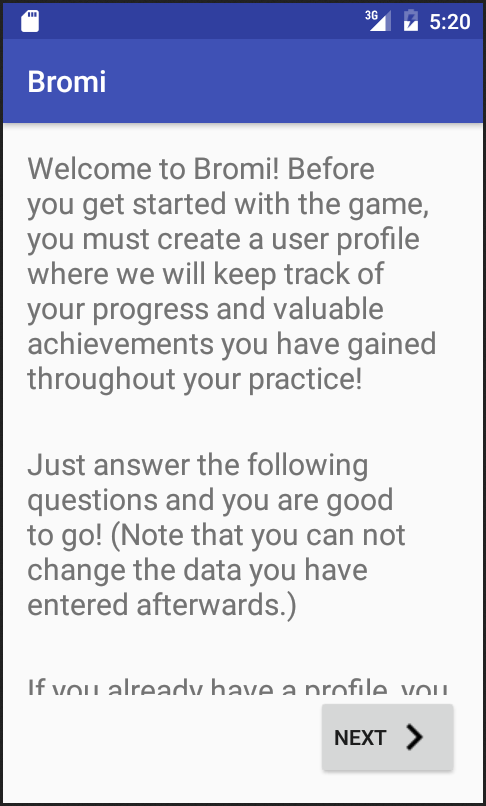 3G 5:20
Bromi
Welcome to Bromi! Before
you get started with the game,
you must create a user profile
where we will keep track of
your progress and valuable
achievements you have gained
throughout your practice!
Just answer the following
questions and you are good
to go! (Note that you can not
change the data you have
entered afterwards.)
If you already have a profile, you
NEXT